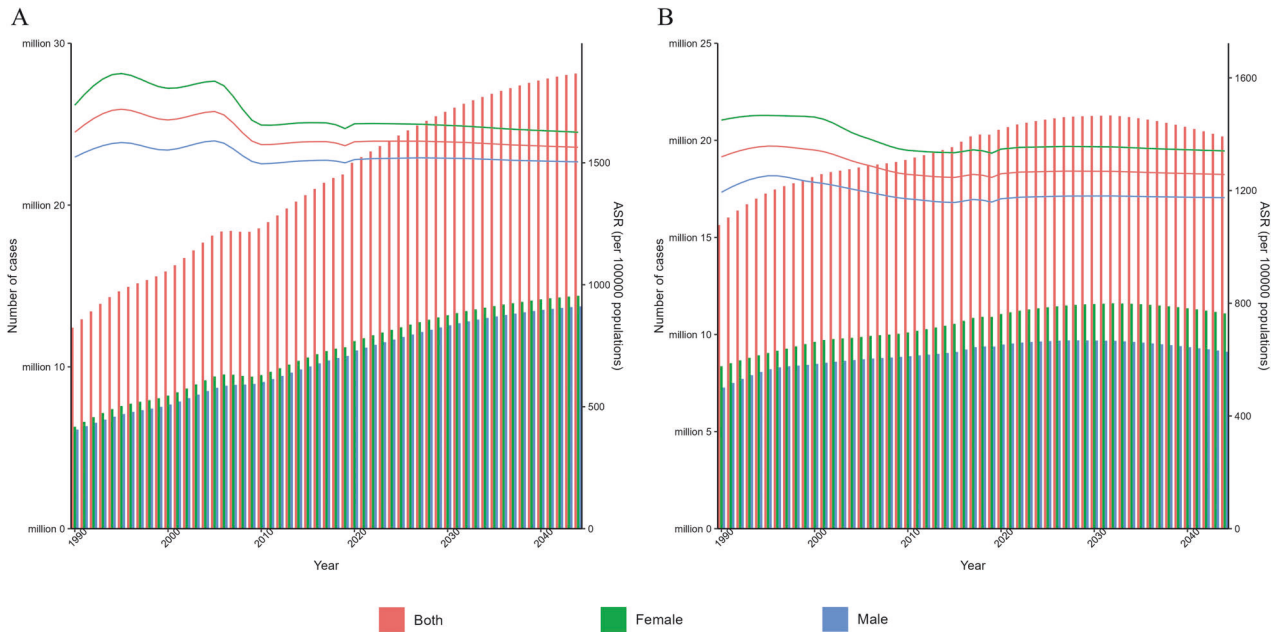 A
B
million 30
million 20
million 10
million 0
Number of cases
1500
1000
500
0
ASR (per 100000 populations)
1990
2000
2010
2020
2030
2040
Year
million 25
million 20
million 15
million 10
million 5
million 0
Number of cases
1600
1200
800
400
0
ASR (per 100000 populations)
1990
2000
2010
2020
2030
2040
Year
Both
Female
Male